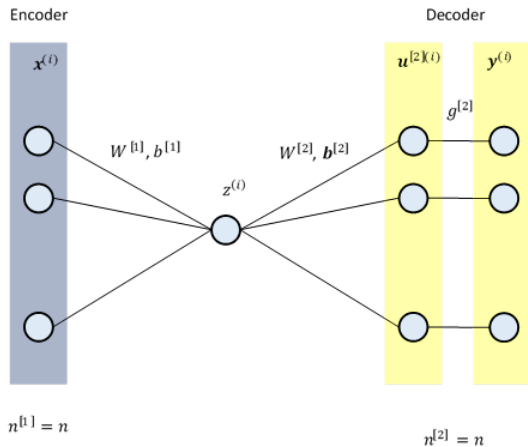 Encoder
Decoder
x^(i)
u^[2](i)
y^(i)
g^[2]
W^[1], b^[1]
W^[2], b^[2]
z^(i)
n^[1] = n
n^[2] = n